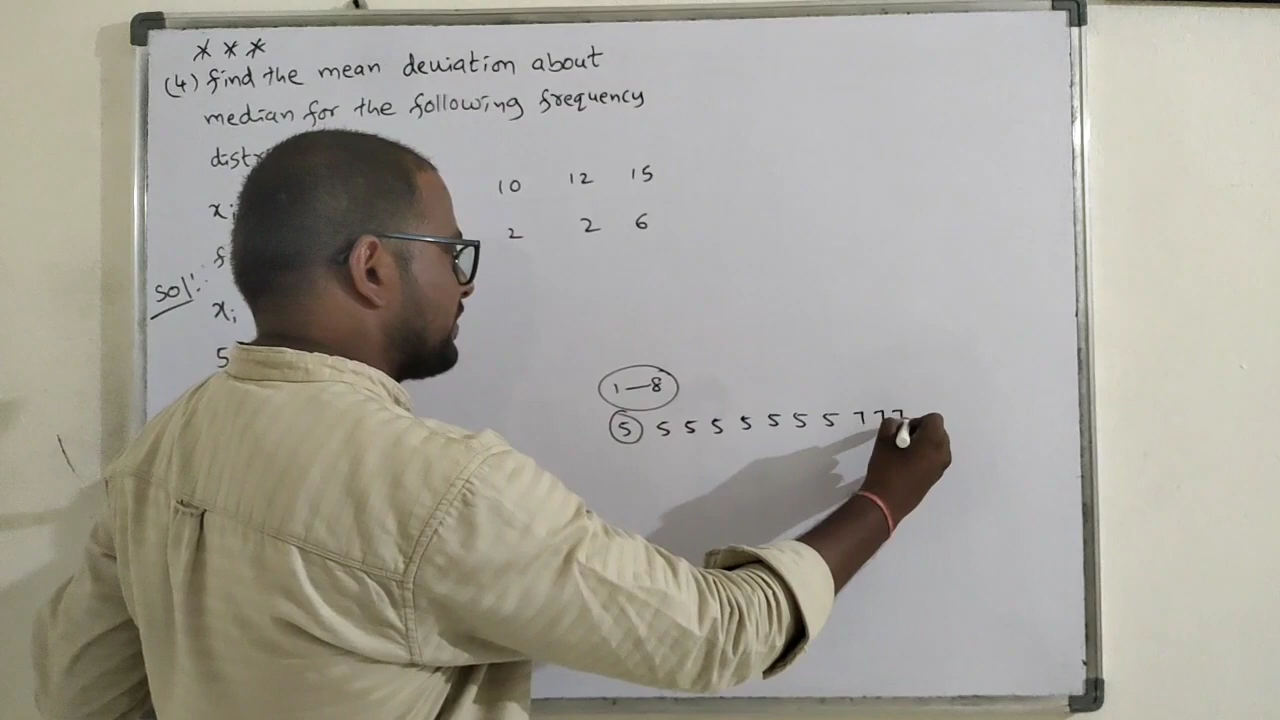 ***
(4) find the mean deviation about
median for the following frequency
10 12 15
x i
2 2 6
f
sol:
x i
5
1 — 8
5 5 5 5 5 5 5 5 7 7 7